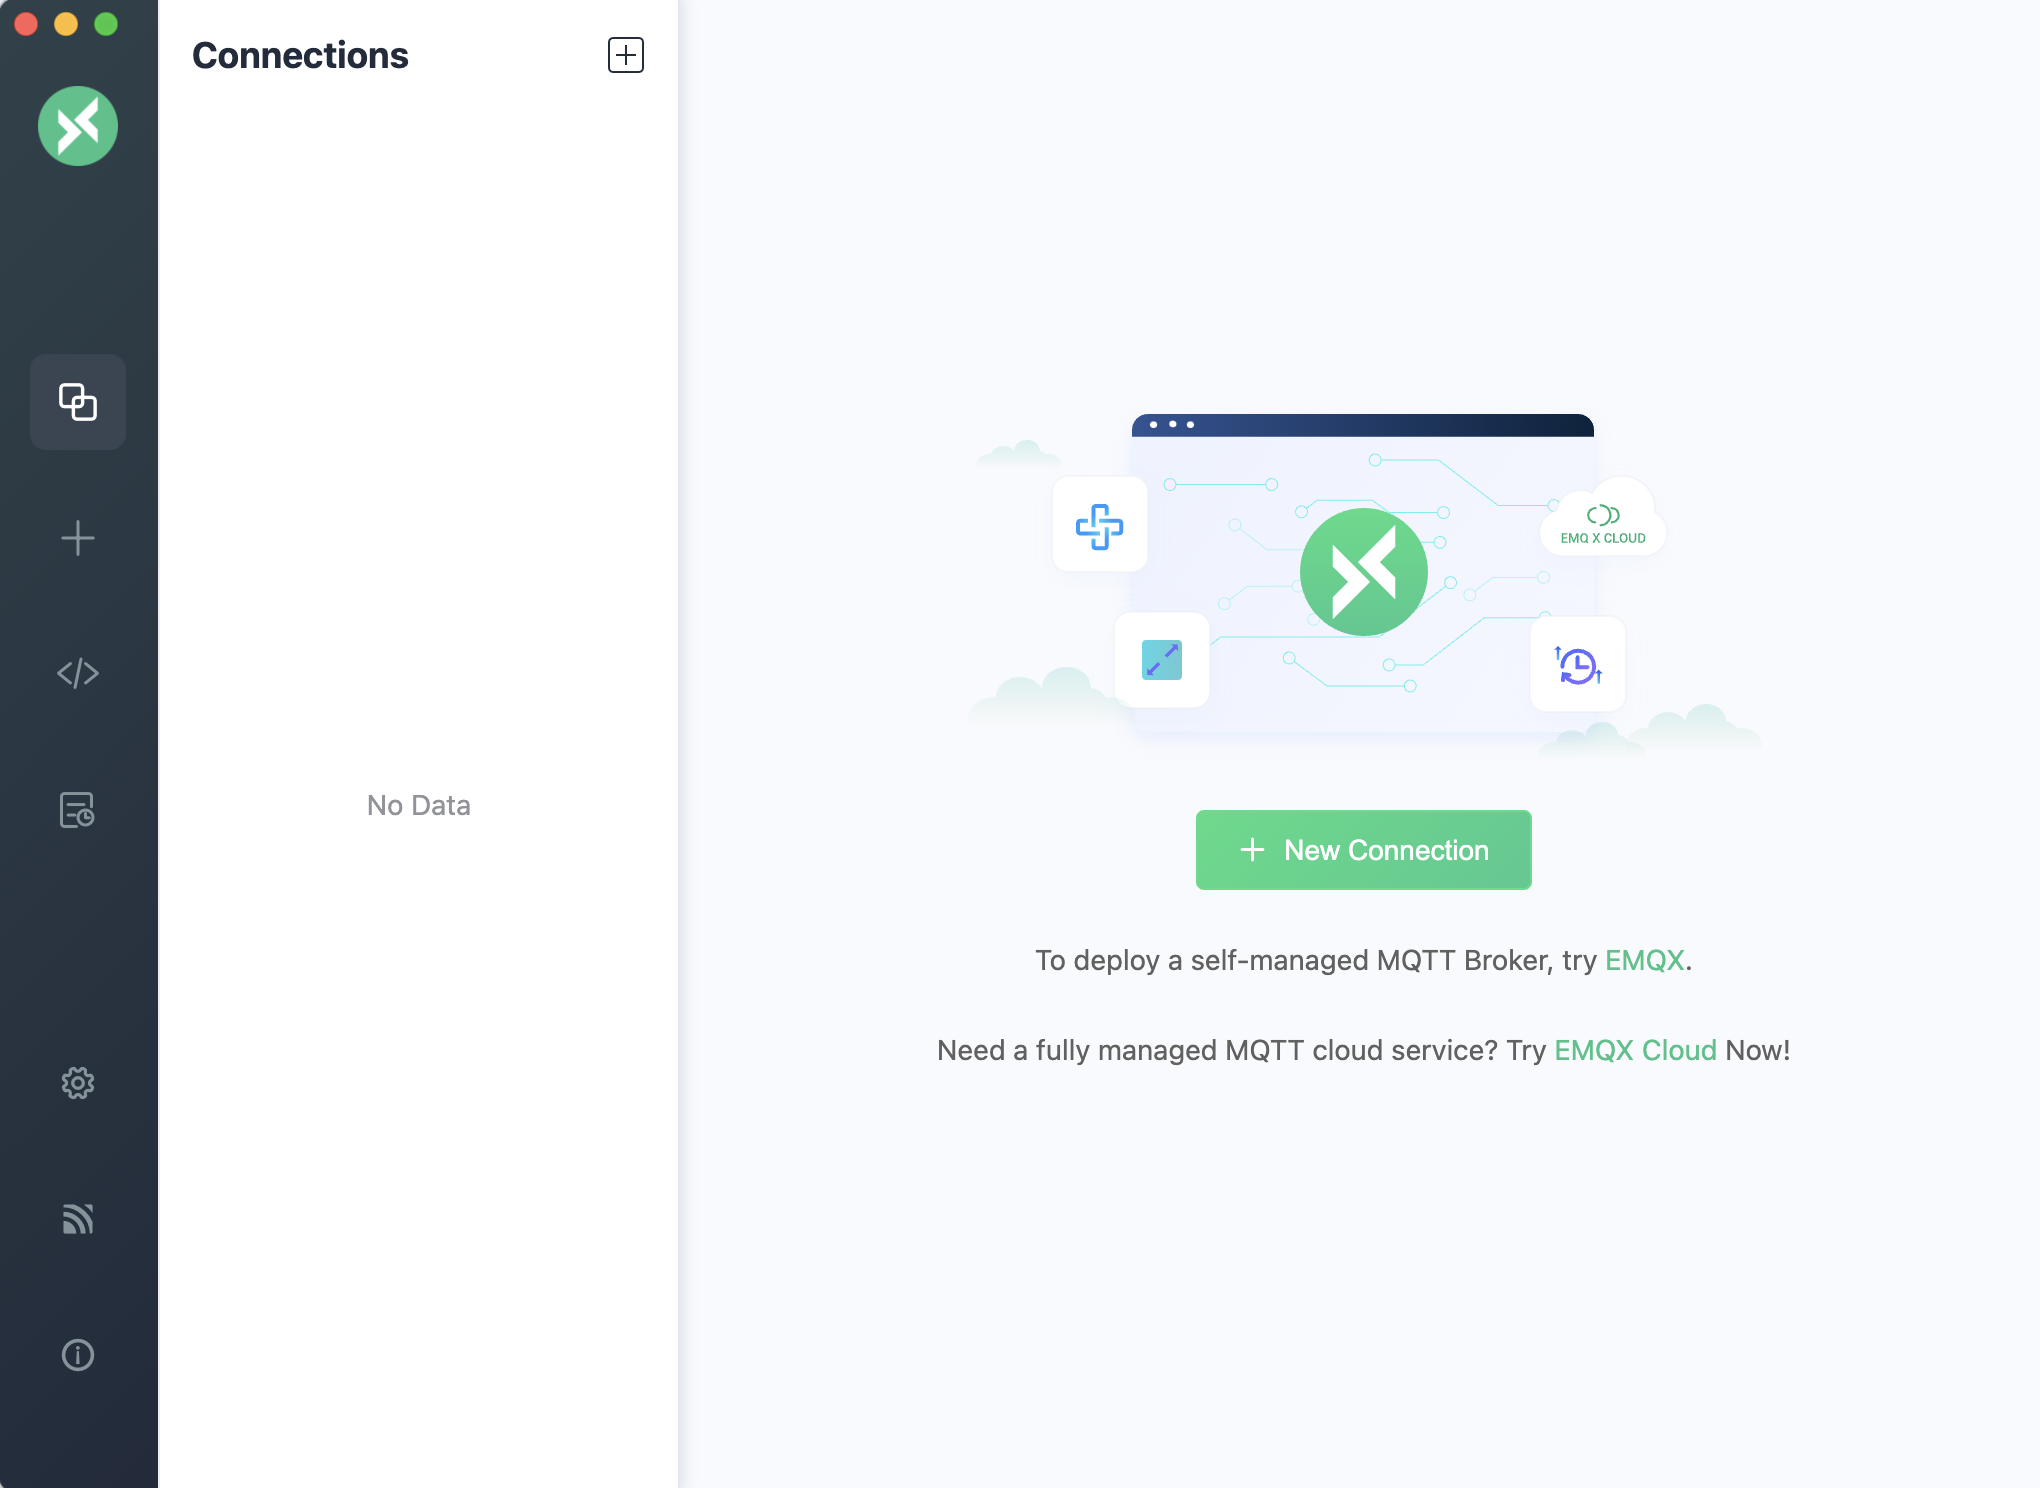 Connections
No Data
EMQ X CLOUD
New Connection
To deploy a self-managed MQTT Broker, try EMQX.
Need a fully managed MQTT cloud service? Try EMQX Cloud Now!